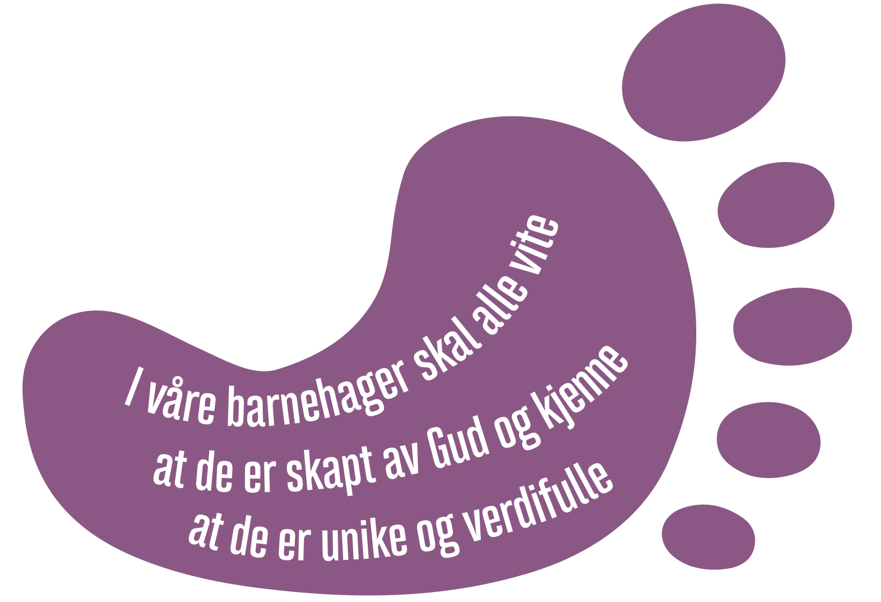 I våre barnehager skal alle vite
at de er skapt av Gud og kjenne
at de er unike og verdifulle